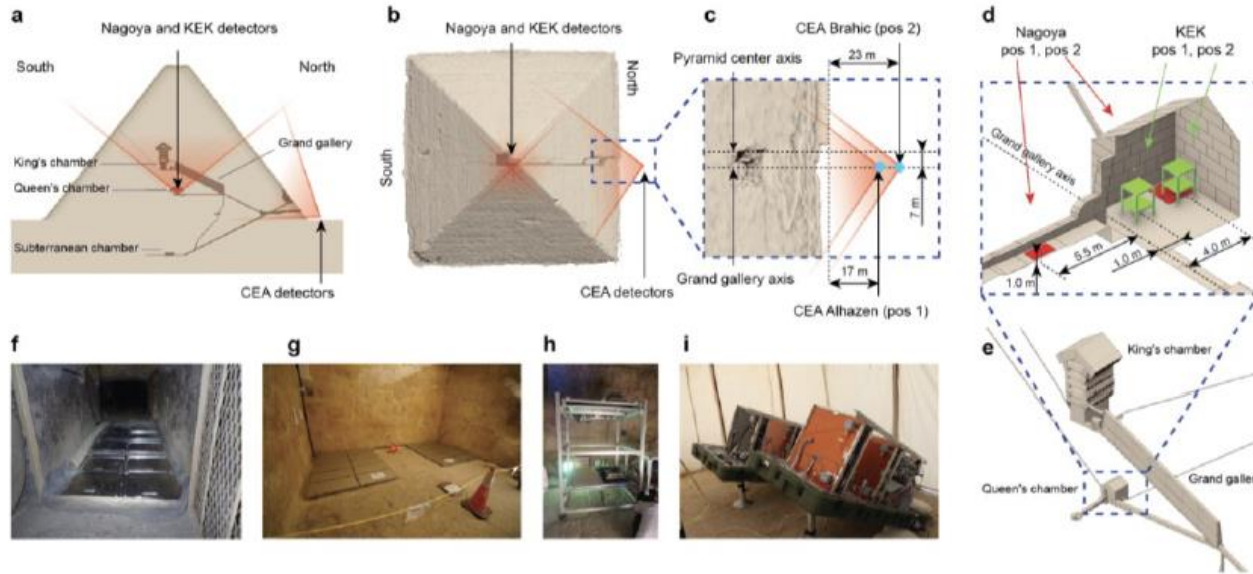 a
Nagoya and KEK detectors
South
North
Grand gallery
King's chamber
Queen's chamber
Subterranean chamber
CEA detectors
b
Nagoya and KEK detectors
South
North
CEA detectors
c
CEA Brahic (pos 2)
23 m
Pyramid center axis
7 m
Grand gallery axis
17 m
CEA Alhazen (pos 1)
d
Nagoya
pos 1, pos 2
KEK
pos 1, pos 2
Grand gallery axis
5.5 m
1.0 m
4.0 m
1.0 m
e
King's chamber
Queen's chamber
Grand galler
f
g
h
i